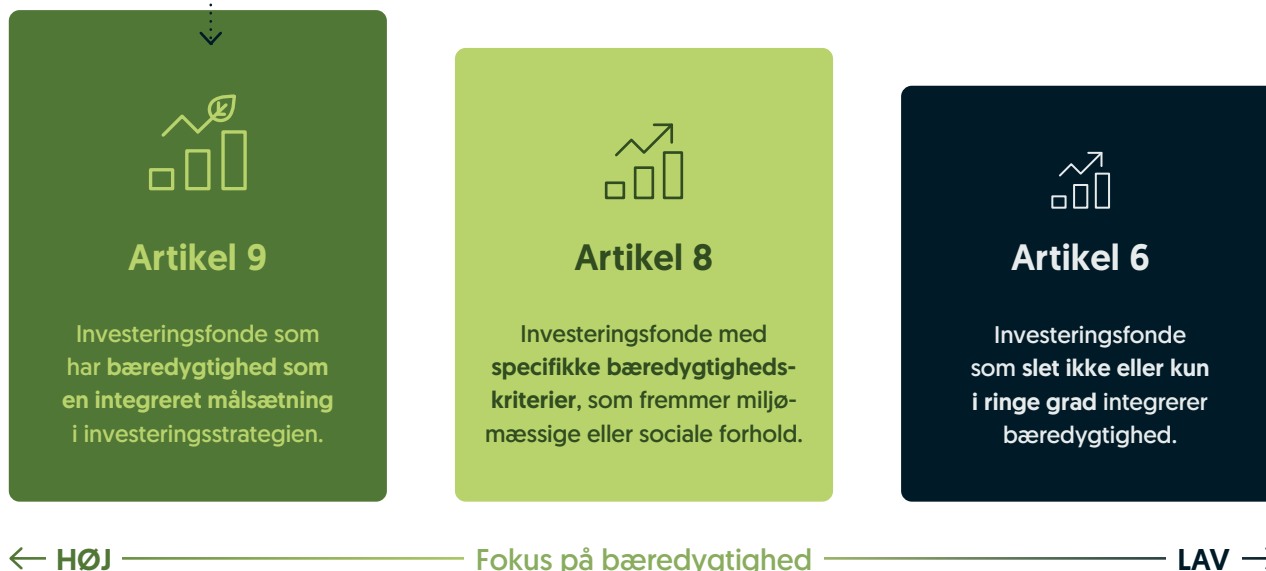 Artikel 9
Investeringsfonde som
har bæredygtighed som
en integreret målsætning
i investeringsstrategien.
Artikel 8
Investeringsfonde med
specifikke bæredygtigheds-
kriterier, som fremmer miljø-
mæssige eller sociale forhold.
Artikel 6
Investeringsfonde
som slet ikke eller kun
i ringe grad integrerer
bæredygtighed.
HØJ
Fokus på bæredygtighed
LAV